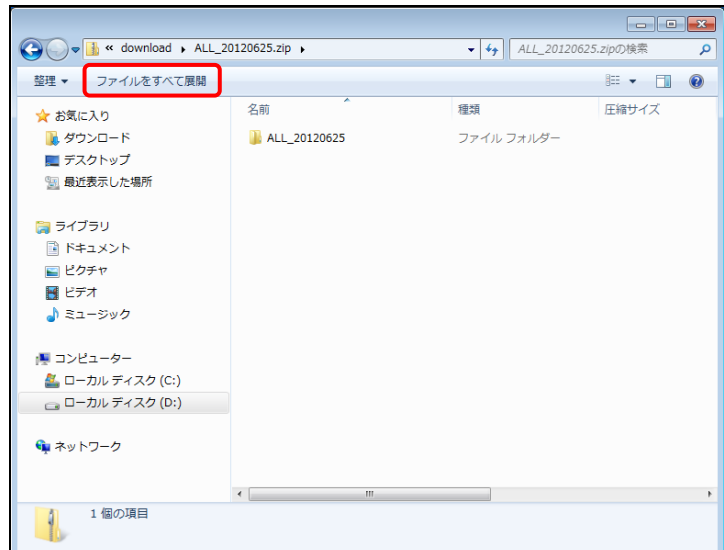 « download ▸ ALL_20120625.zip ▸
ALL_20120625.zipの検索
整理 ▼
ファイルをすべて展開
お気に入り
ダウンロード
デスクトップ
最近表示した場所
ライブラリ
ドキュメント
ピクチャ
ビデオ
ミュージック
コンピューター
ローカル ディスク (C:)
ローカル ディスク (D:)
ネットワーク
名前
種類
圧縮サイズ
ALL_20120625
ファイル フォルダー
1 個の項目